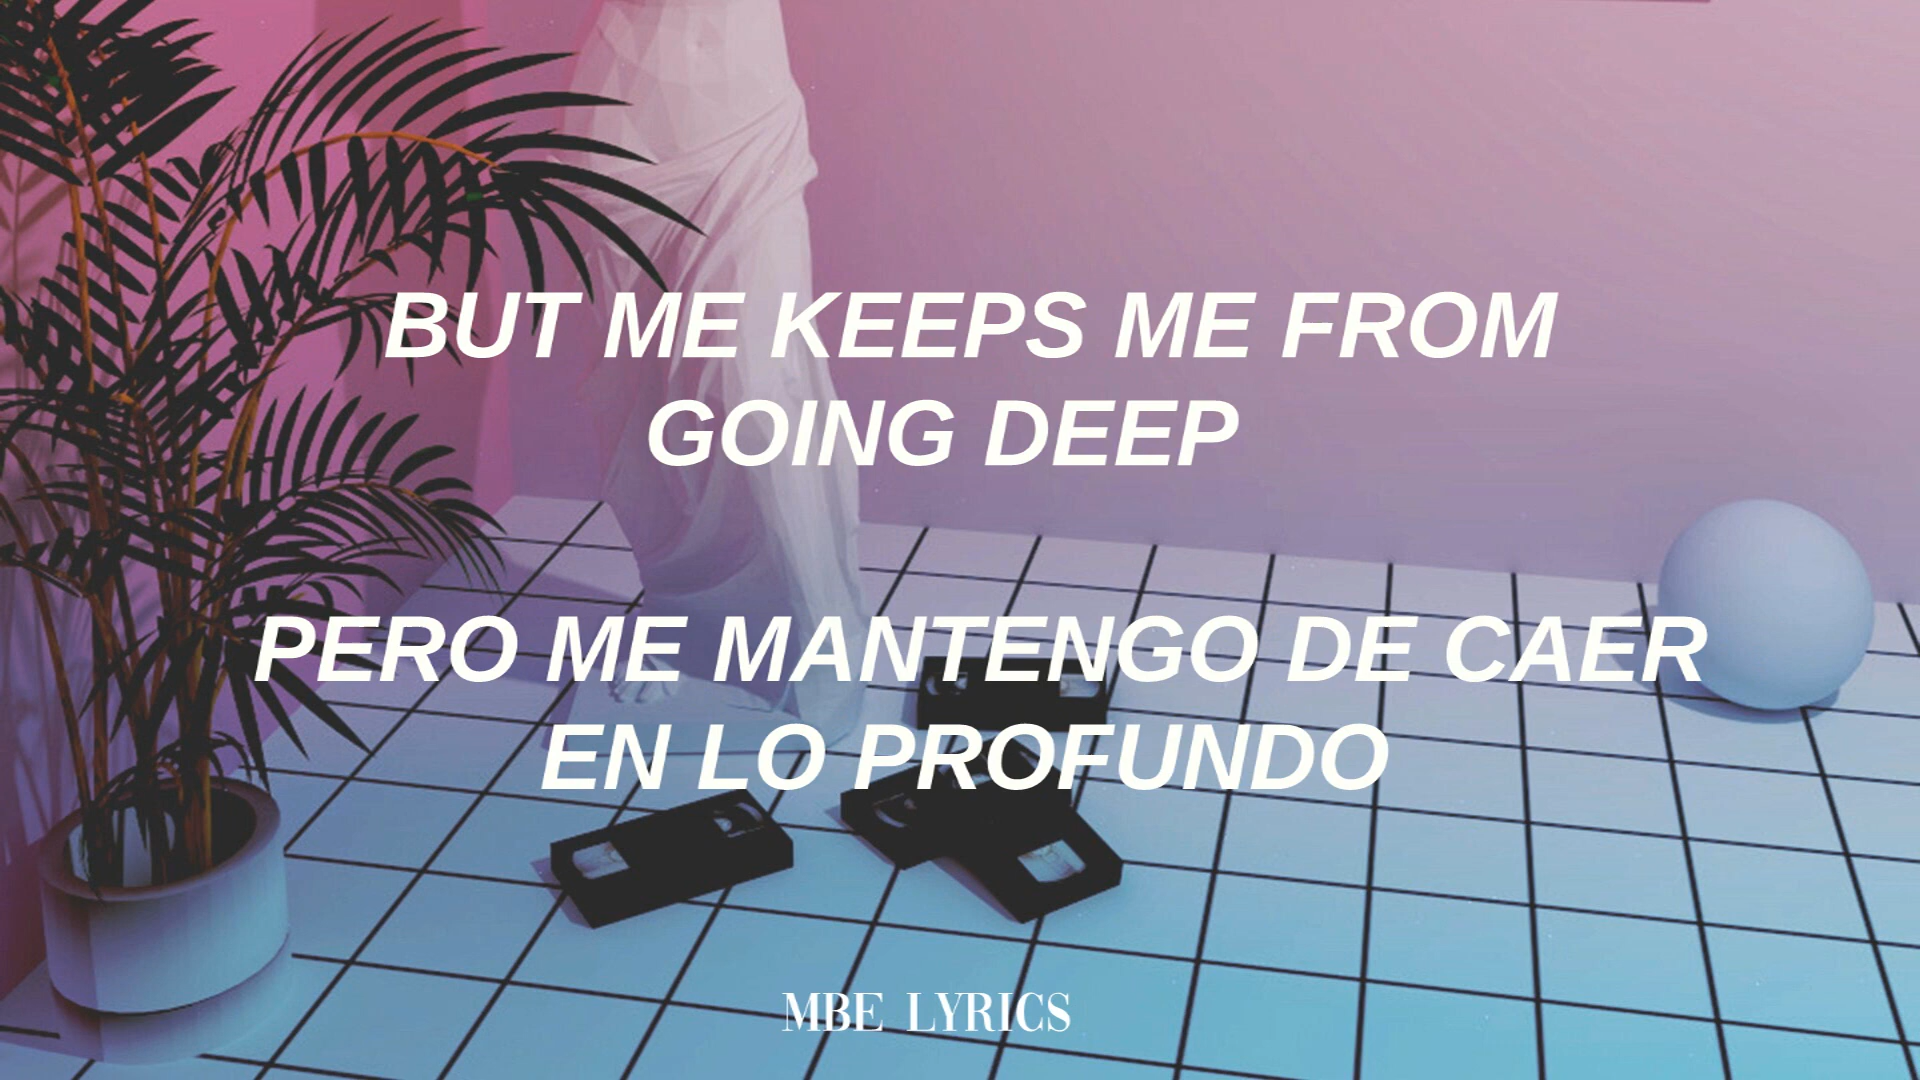 BUT ME KEEPS ME FROM
GOING DEEP
PERO ME MANTENGO DE CAER
EN LO PROFUNDO
MBE LYRICS